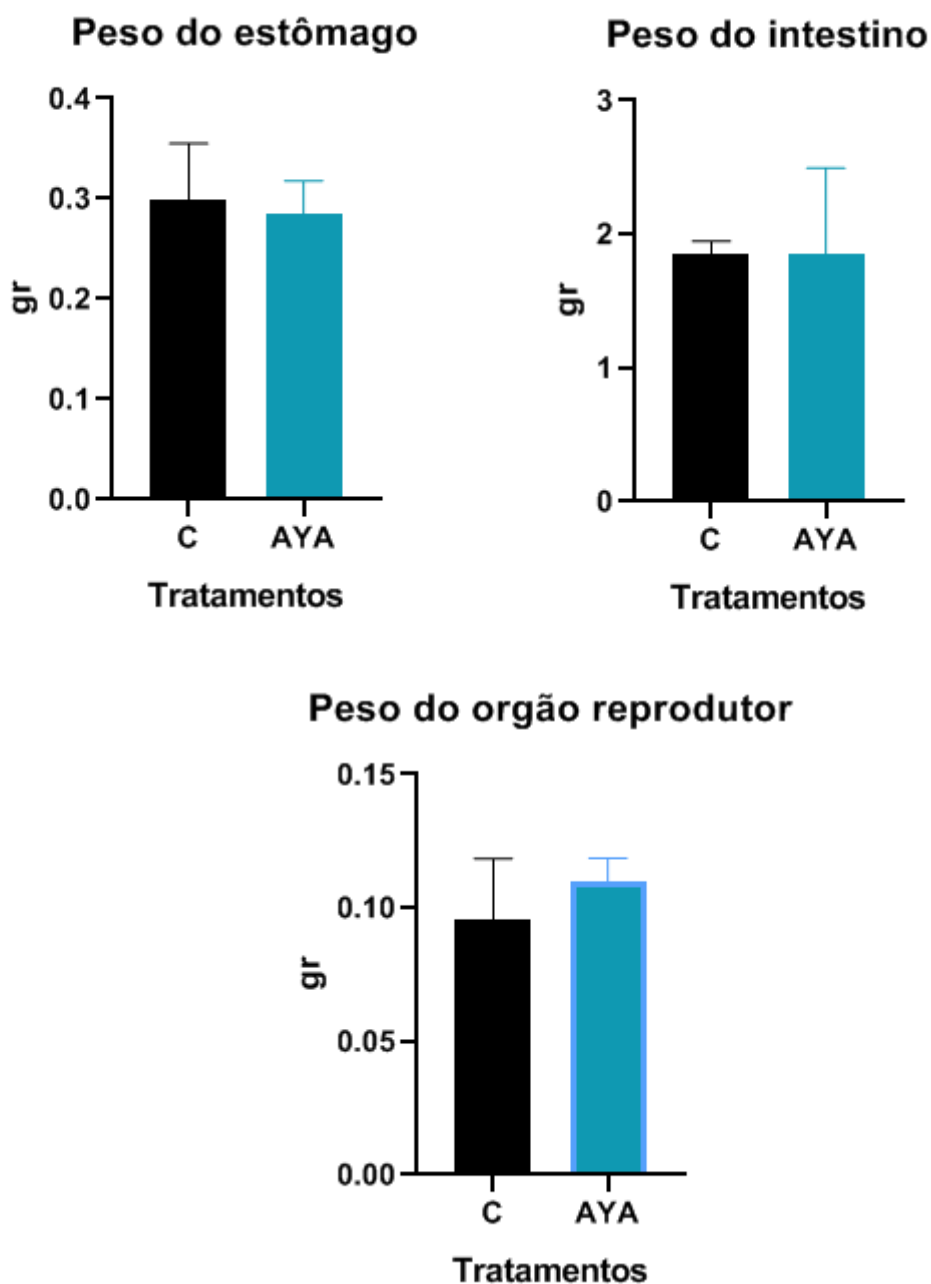 Peso do estômago
0.4
0.3
0.2
0.1
0.0
gr
C AYA
Tratamentos
Peso do intestino
3
2
1
0
gr
C AYA
Tratamentos
Peso do orgão reprodutor
0.15
0.10
0.05
0.00
gr
C AYA
Tratamentos